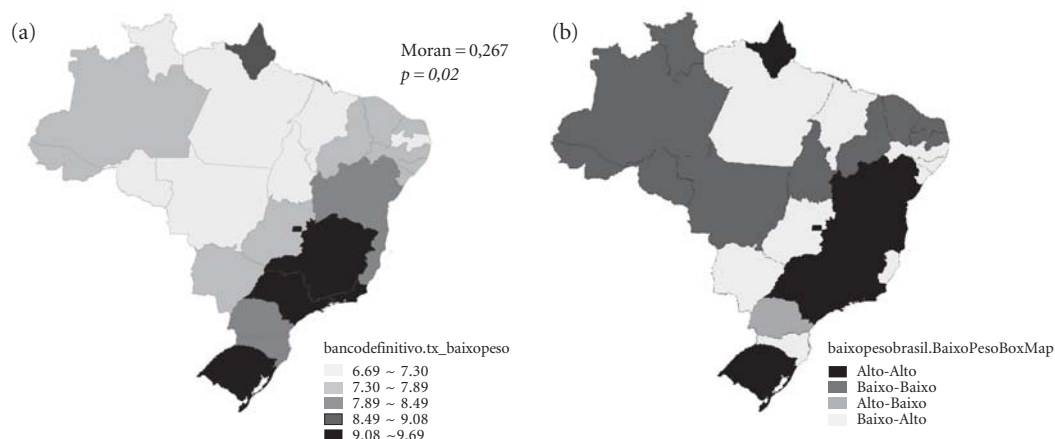 (a)
Moran = 0,267
p = 0,02
bancodefinitivo.tx_baixopeso
6.69 ~ 7.30
7.30 ~ 7.89
7.89 ~ 8.49
8.49 ~ 9.08
9.08 ~9.69
(b)
baixopesobrasil.BaixoPesoBoxMap
Alto-Alto
Baixo-Baixo
Alto-Baixo
Baixo-Alto